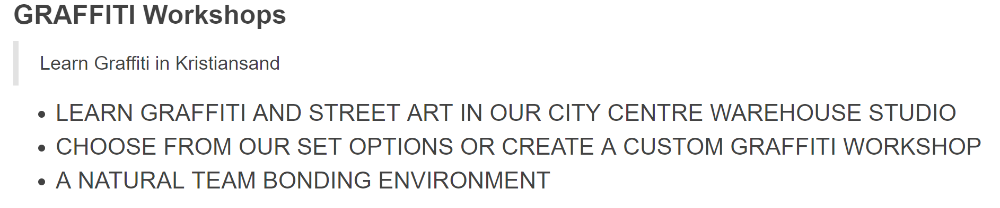 GRAFFITI Workshops
Learn Graffiti in Kristiansand
• LEARN GRAFFITI AND STREET ART IN OUR CITY CENTRE WAREHOUSE STUDIO
• CHOOSE FROM OUR SET OPTIONS OR CREATE A CUSTOM GRAFFITI WORKSHOP
• A NATURAL TEAM BONDING ENVIRONMENT